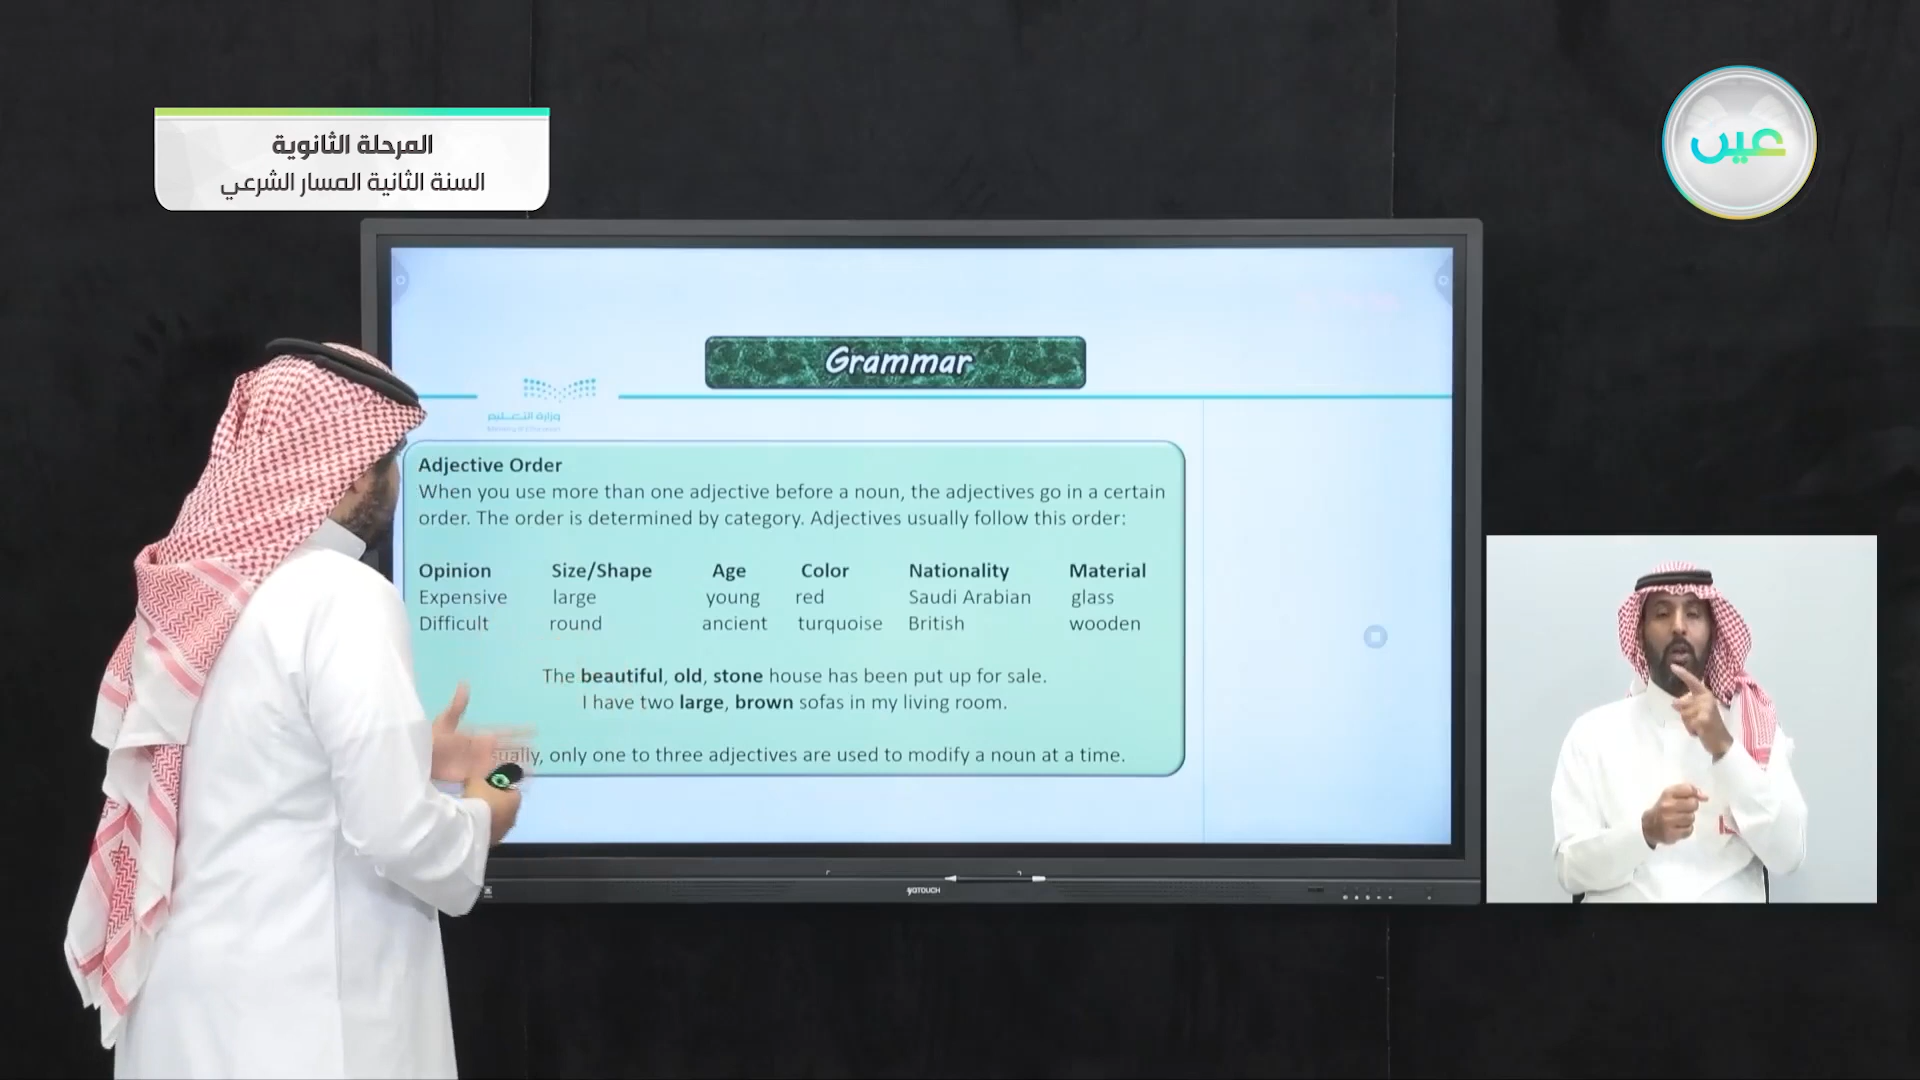 المرحلة الثانوية
السنة الثانية المسار الشرعي
عين
Grammar
وزارة التعليم
Adjective Order
When you use more than one adjective before a noun, the adjectives go in a certain
order. The order is determined by category. Adjectives usually follow this order:
Opinion Size/Shape Age Color Nationality Material
Expensive large young red Saudi Arabian glass
Difficult round ancient turquoise British wooden
The beautiful, old, stone house has been put up for sale.
I have two large, brown sofas in my living room.
only one to three adjectives are used to modify a noun at a time.
YATOUCH